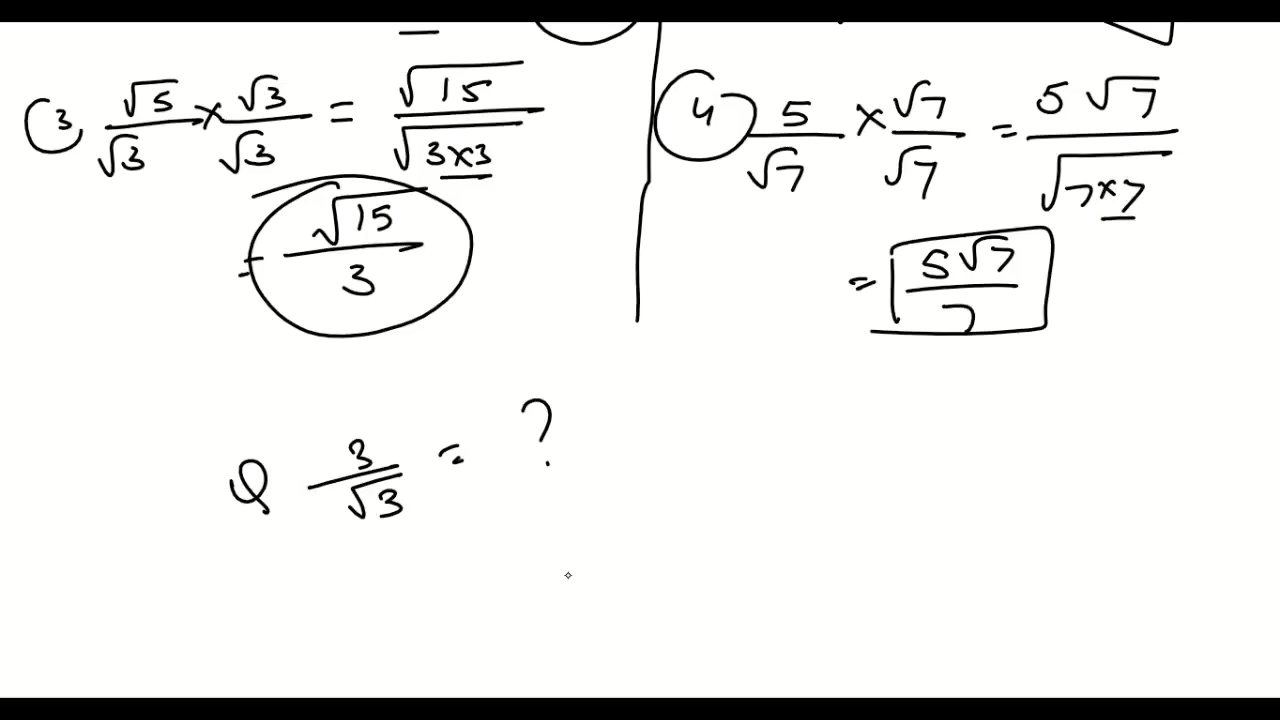 ③ √5/√3 × √3/√3 = √15/√(3×3)
= √15/3
④ 5/√7 × √7/√7 = 5√7/√(7×7)
= 5√7/7
Q 3/√3 = ?